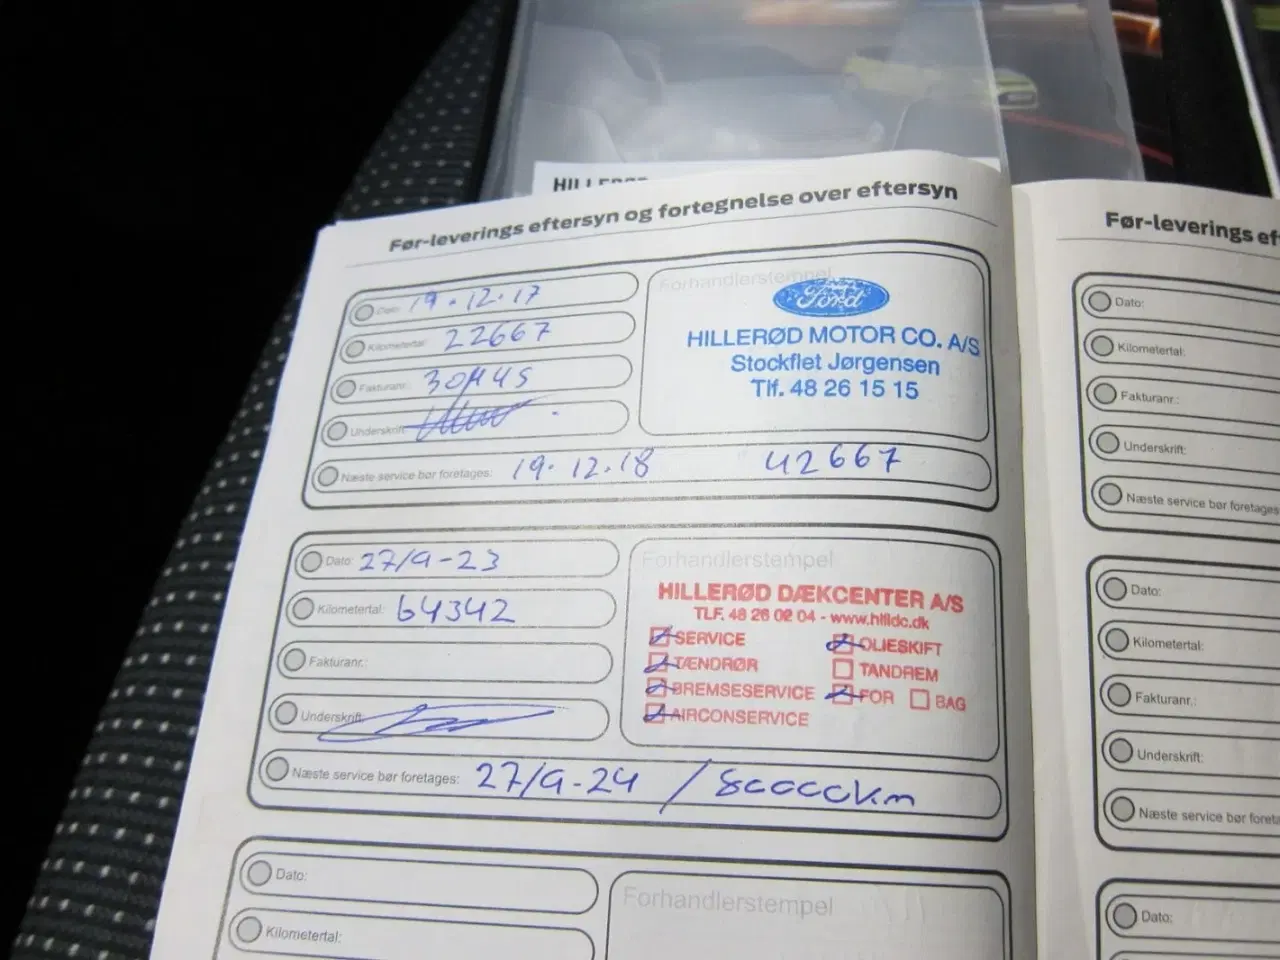 Før-leverings eftersyn og fortegnelse over eftersyn
Dato: 19.12.17
Kilometertal: 22667
Fakturanr.:
Underskrift:
Næste service bør foretages: 19.12.18 42667
Forhandlerstempel
Ford
HILLERØD MOTOR CO. A/S
Stockflet Jørgensen
Tlf. 48 26 15 15
Dato: 27/9-23
Kilometertal: 64342
Fakturanr.:
Underskrift:
Næste service bør foretages: 27/9-24 / 80000km
Forhandlerstempel
HILLERØD DÆKCENTER A/S
TLF. 48 26 02 04 - www.hilldc.dk
SERVICE OLIESKIFT
TÆNDRØR TANDREM
BREMSESERVICE FOR BAG
AIRCONSERVICE
Dato:
Kilometertal:
Forhandlerstempel
Før-leverings ef
Dato:
Kilometertal:
Fakturanr.:
Underskrift:
Næste service bør foretages
Dato:
Kilometertal:
Fakturanr.:
Underskrift:
Næste service bør foreta
Dato: